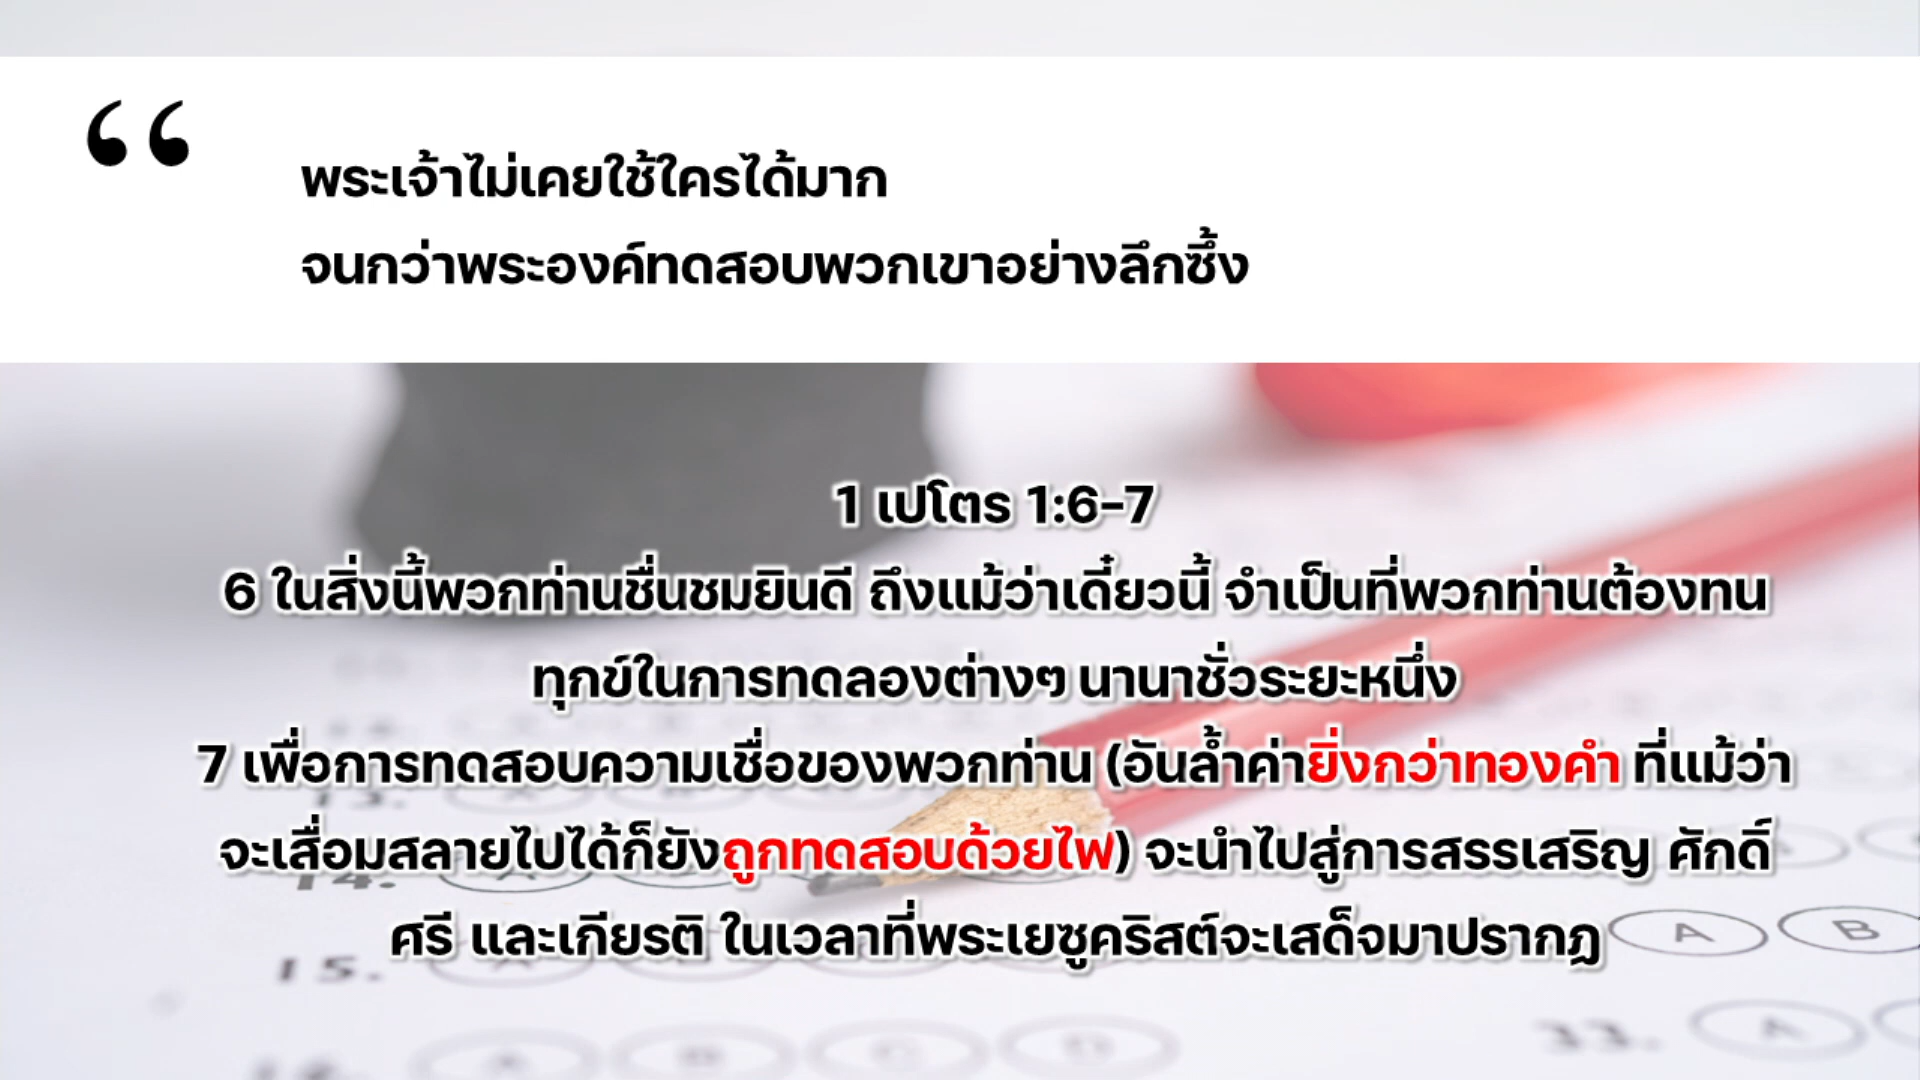 “
พระเจ้าไม่เคยใช้ใครได้มาก
จนกว่าพระองค์ทดสอบพวกเขาอย่างลึกซึ้ง
1 เปโตร 1:6-7
6 ในสิ่งนี้พวกท่านชื่นชมยินดี ถึงแม้ว่าเดี๋ยวนี้ จำเป็นที่พวกท่านต้องทน
ทุกข์ในการทดลองต่างๆ นานาชั่วระยะหนึ่ง
7 เพื่อการทดสอบความเชื่อของพวกท่าน (อันล้ำค่ายิ่งกว่าทองคำ ที่แม้ว่า
จะเสื่อมสลายไปได้ก็ยังถูกทดสอบด้วยไฟ) จะนำไปสู่การสรรเสริญ ศักดิ์
ศรี และเกียรติ ในเวลาที่พระเยซูคริสต์จะเสด็จมาปรากฏ
14.
15. A B
33. A
A B C D